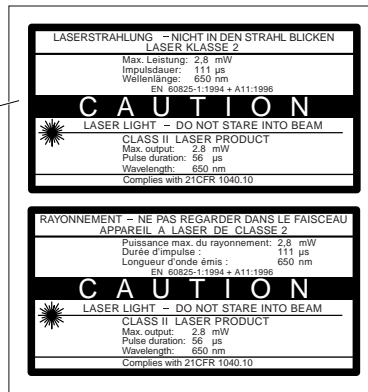 LASERSTRAHLUNG – NICHT IN DEN STRAHL BLICKEN
LASER KLASSE 2
Max. Leistung: 2,8 mW
Impulsdauer: 111 µs
Wellenlänge: 650 nm
EN 60825-1:1994 + A11:1996
CAUTION
LASER LIGHT – DO NOT STARE INTO BEAM
CLASS II LASER PRODUCT
Max. output: 2.8 mW
Pulse duration: 56 µs
Wavelength: 650 nm
Complies with 21CFR 1040.10
RAYONNEMENT – NE PAS REGARDER DANS LE FAISCEAU
APPAREIL A LASER DE CLASSE 2
Puissance max. du rayonnement: 2,8 mW
Durée d'impulse : 111 µs
Longueur d'onde émis : 650 nm
EN 60825-1:1994 + A11:1996
CAUTION
LASER LIGHT – DO NOT STARE INTO BEAM
CLASS II LASER PRODUCT
Max. output: 2.8 mW
Pulse duration: 56 µs
Wavelength: 650 nm
Complies with 21CFR 1040.10